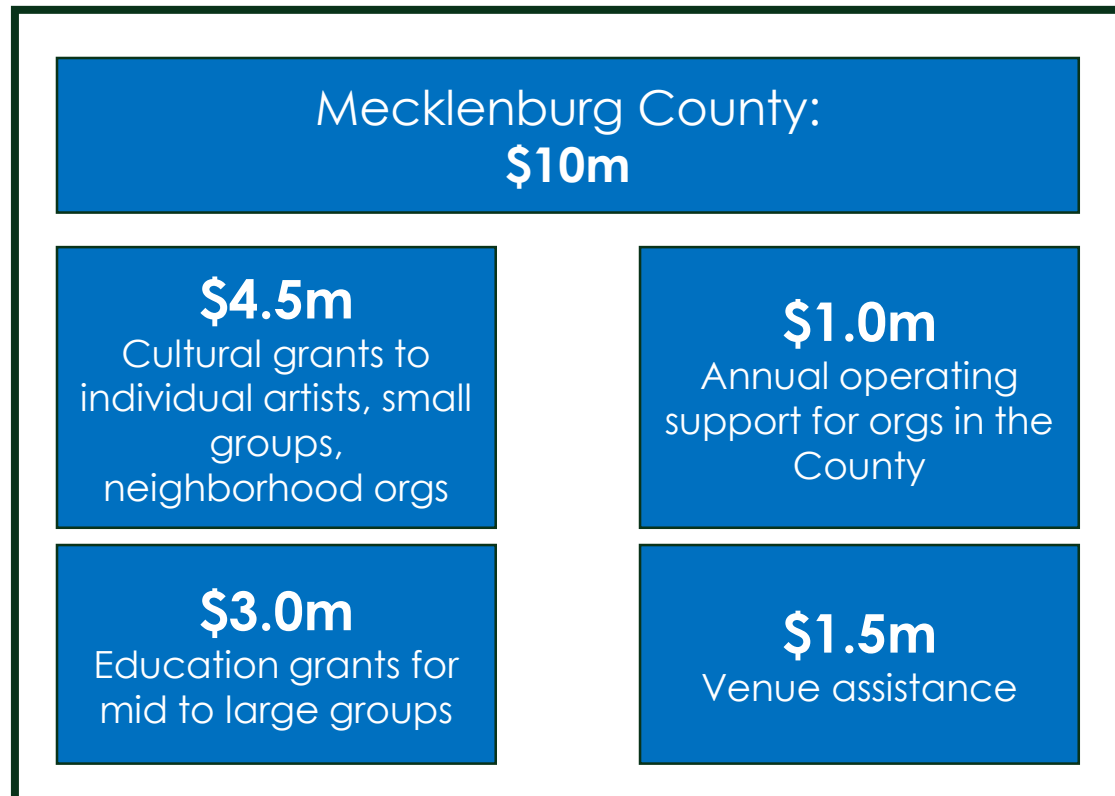 Mecklenburg County:
$10m
$4.5m
Cultural grants to
individual artists, small
groups,
neighborhood orgs
$1.0m
Annual operating
support for orgs in the
County
$3.0m
Education grants for
mid to large groups
$1.5m
Venue assistance